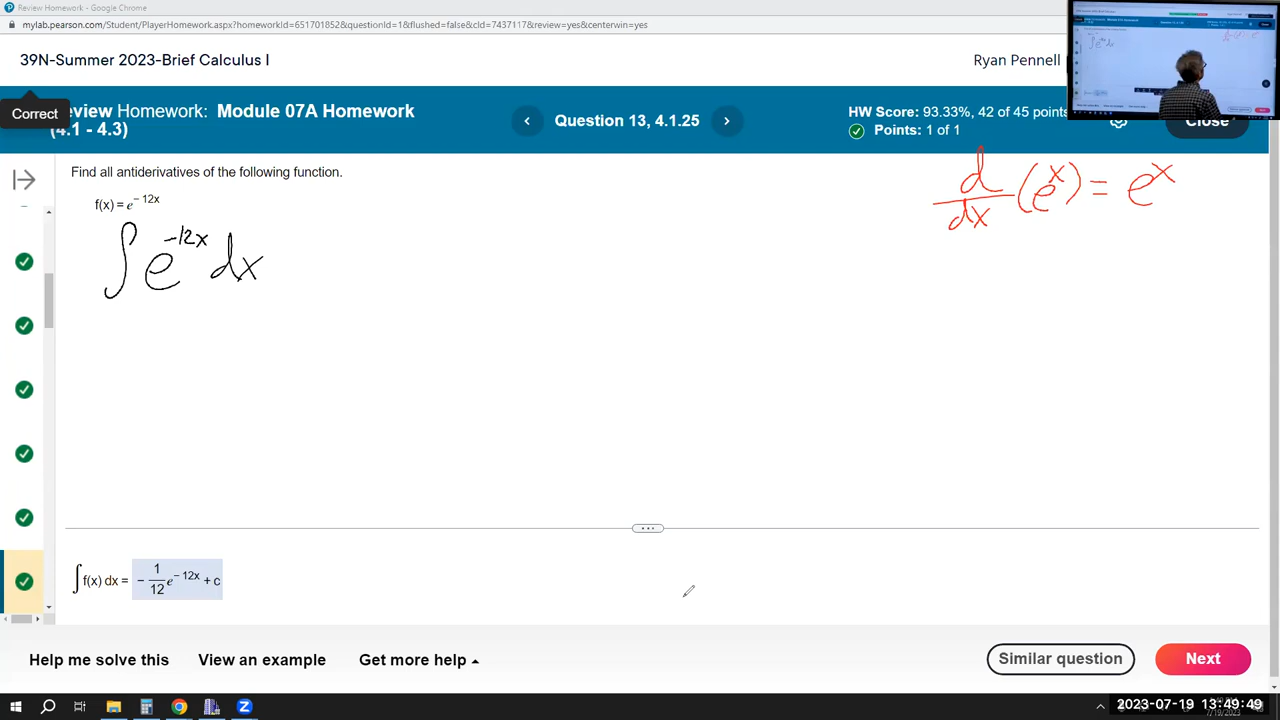 Review Homework - Google Chrome
mylab.pearson.com/Student/PlayerHomework.aspx?homeworkId=651701852&questionId=1&flushed=false&cId=7437117&back=...&centerwin=yes
39N-Summer 2023-Brief Calculus I
Ryan Pennell
Correct
eview Homework: Module 07A Homework
(4.1 - 4.3)
Question 13, 4.1.25
HW Score: 93.33%, 42 of 45 points
Points: 1 of 1
Close
Find all antiderivatives of the following function.
f(x) = e^{-12x}
∫ e^{-12x} dx
d/dx (e^x) = e^x
∫ f(x) dx = -1/12 e^{-12x} + c
Help me solve this
View an example
Get more help
Similar question
Next
2023-07-19 13:49:49